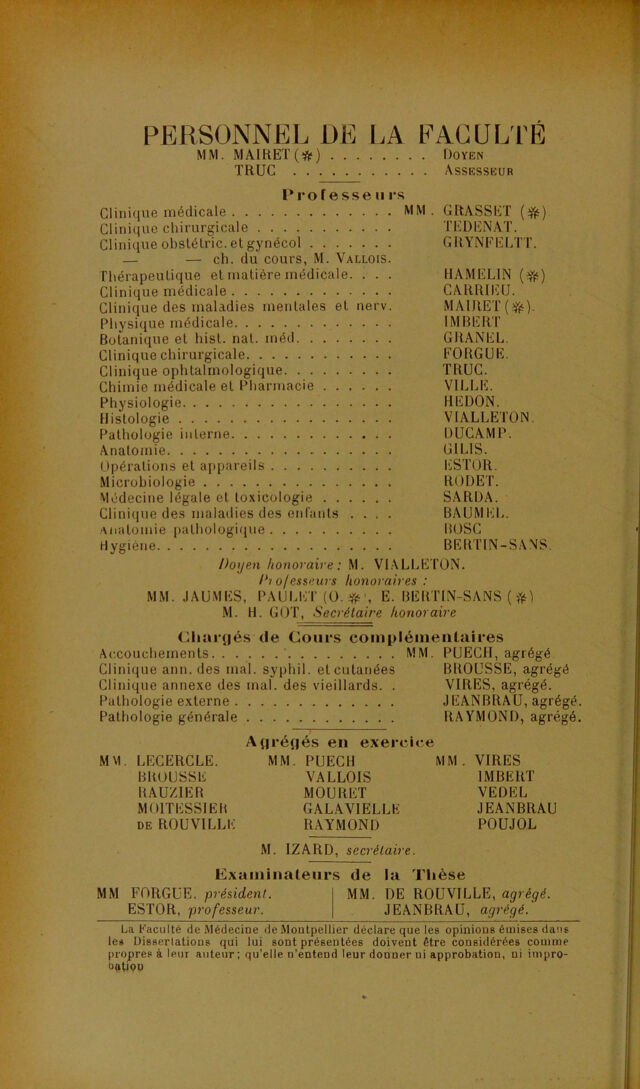 PERSONNEL DE LA FACULTÉ
MM. MAIRET (✻) . . . . . . . . DOYEN
TRUC . . . . . . . . . . . ASSESSEUR
Professeurs
Clinique médicale . . . . . . . . . . . . . MM. GRASSET (✻)
Clinique chirurgicale . . . . . . . . . . . TEDENAT.
Clinique obstétric. et gynécol . . . . . . . GRYNFELTT.
— — ch. du cours, M. VALLOIS.
Thérapeutique et matière médicale. . . . HAMELIN (✻)
Clinique médicale . . . . . . . . . . . . . CARRIEU.
Clinique des maladies mentales et nerv. MAIRET (✻).
Physique médicale. . . . . . . . . . . . . IMBERT
Botanique et hist. nat. méd. . . . . . . . GRANEL.
Clinique chirurgicale. . . . . . . . . . . . FORGUE.
Clinique ophtalmologique. . . . . . . . . TRUC.
Chimie médicale et Pharmacie . . . . . . VILLE.
Physiologie. . . . . . . . . . . . . . . . . HEDON.
Histologie . . . . . . . . . . . . . . . . . VIALLETON.
Pathologie interne. . . . . . . . . . . . . DUCAMP.
Anatomie. . . . . . . . . . . . . . . . . . GILIS.
Opérations et appareils . . . . . . . . . . ESTOR.
Microbiologie . . . . . . . . . . . . . . . RODET.
Médecine légale et toxicologie . . . . . . SARDA.
Clinique des maladies des enfants . . . . BAUMEL.
Anatomie pathologique . . . . . . . . . . BOSC
Hygiène. . . . . . . . . . . . . . . . . . . BERTIN-SANS.
Doyen honoraire : M. VIALLETON.
Professeurs honoraires :
MM. JAUMES, PAULET (O. ✻), E. BERTIN-SANS (✻)
M. H. GOT, Secrétaire honoraire
Chargés de Cours complémentaires
Accouchements. . . . . . . . . . . . . . . MM. PUECH, agrégé
Clinique ann. des mal. syphil. et cutanées BROUSSE, agrégé
Clinique annexe des mal. des vieillards. . VIRES, agrégé.
Pathologie externe . . . . . . . . . . . . . JEANBRAU, agrégé.
Pathologie générale . . . . . . . . . . . . RAYMOND, agrégé.
Agrégés en exercice
MM. LECERCLE. MM. PUECH MM. VIRES
BROUSSE VALLOIS IMBERT
RAUZIER MOURET VEDEL
MOITESSIER GALAVIELLE JEANBRAU
DE ROUVILLE RAYMOND POUJOL
M. IZARD, secrétaire.
Examinateurs de la Thèse
MM FORGUE. président. MM. DE ROUVILLE, agrégé.
ESTOR, professeur. JEANBRAU, agrégé.
La Faculté de Médecine de Montpellier déclare que les opinions émises dans
les Dissertations qui lui sont présentées doivent être considérées comme
propres à leur auteur ; qu'elle n'entend leur donner ni approbation, ni impro-
bation